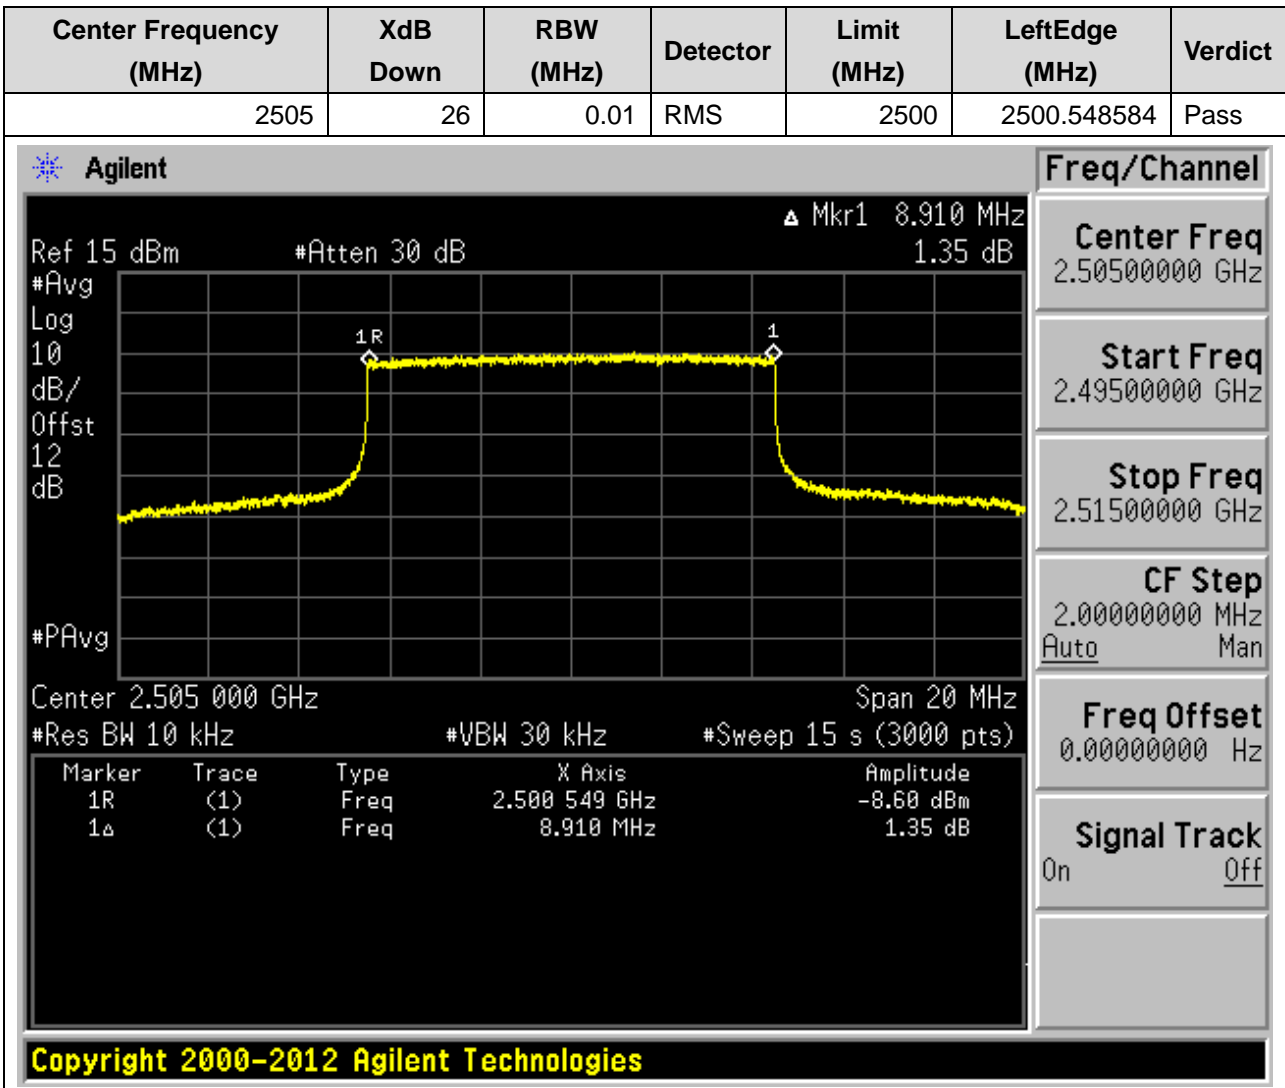 Center Frequency (MHz) XdB Down RBW (MHz) Detector Limit (MHz) LeftEdge (MHz) Verdict
2505 26 0.01 RMS 2500 2500.548584 Pass
Agilent
Freq/Channel
Δ Mkr1 8.910 MHz
Ref 15 dBm #Atten 30 dB 1.35 dB
#Avg
Log
10
dB/
Offst
12
dB
#PAvg
1R
1
Center 2.505 000 GHz Span 20 MHz
#Res BW 10 kHz #VBW 30 kHz #Sweep 15 s (3000 pts)
Marker Trace Type X Axis Amplitude
1R (1) Freq 2.500 549 GHz -8.60 dBm
1Δ (1) Freq 8.910 MHz 1.35 dB
Center Freq
2.50500000 GHz
Start Freq
2.49500000 GHz
Stop Freq
2.51500000 GHz
CF Step
2.00000000 MHz
Auto Man
Freq Offset
0.00000000 Hz
Signal Track
On Off
Copyright 2000-2012 Agilent Technologies